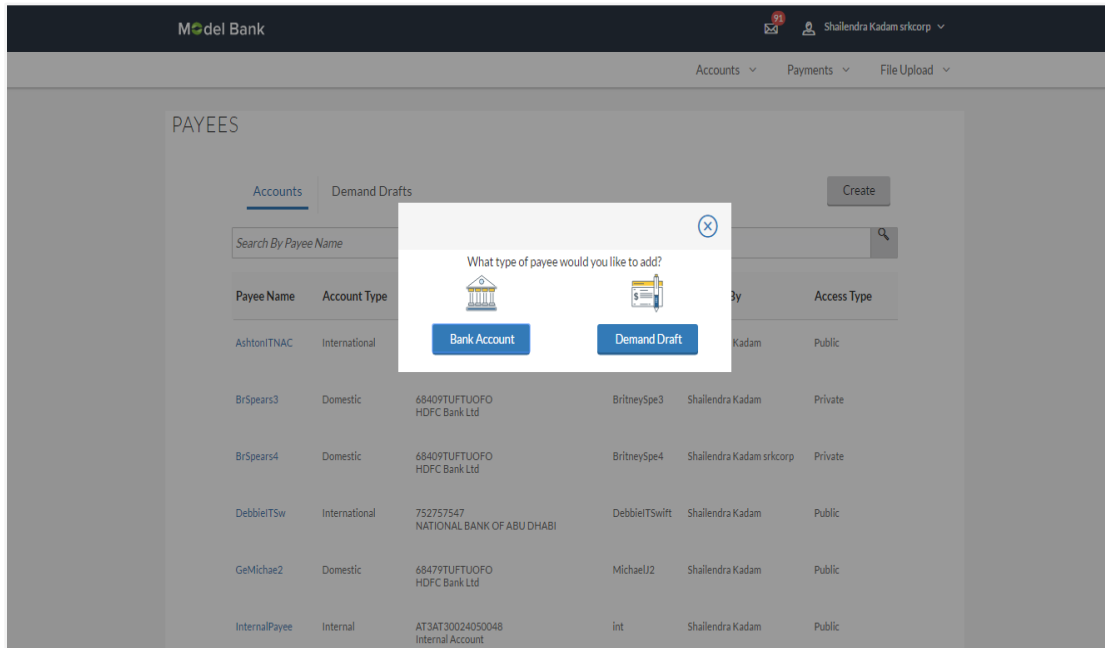 Model Bank
91
Shailendra Kadam srkcorp
Accounts Payments File Upload
PAYEES
Accounts Demand Drafts Create
Search By Payee Name
What type of payee would you like to add?
Bank Account Demand Draft
Payee Name Account Type By Access Type
AshtonITNAC International Kadam Public
BrSpears3 Domestic 68409TUFTUOFO BritneySpe3 Shailendra Kadam Private
HDFC Bank Ltd
BrSpears4 Domestic 68409TUFTUOFO BritneySpe4 Shailendra Kadam srkcorp Private
HDFC Bank Ltd
DebbieITSw International 752757547 DebbieITSwift Shailendra Kadam Public
NATIONAL BANK OF ABU DHABI
GeMichae2 Domestic 68479TUFTUOFO MichaelJ2 Shailendra Kadam Public
HDFC Bank Ltd
InternalPayee Internal AT3AT30024050048 int Shailendra Kadam Public
Internal Account